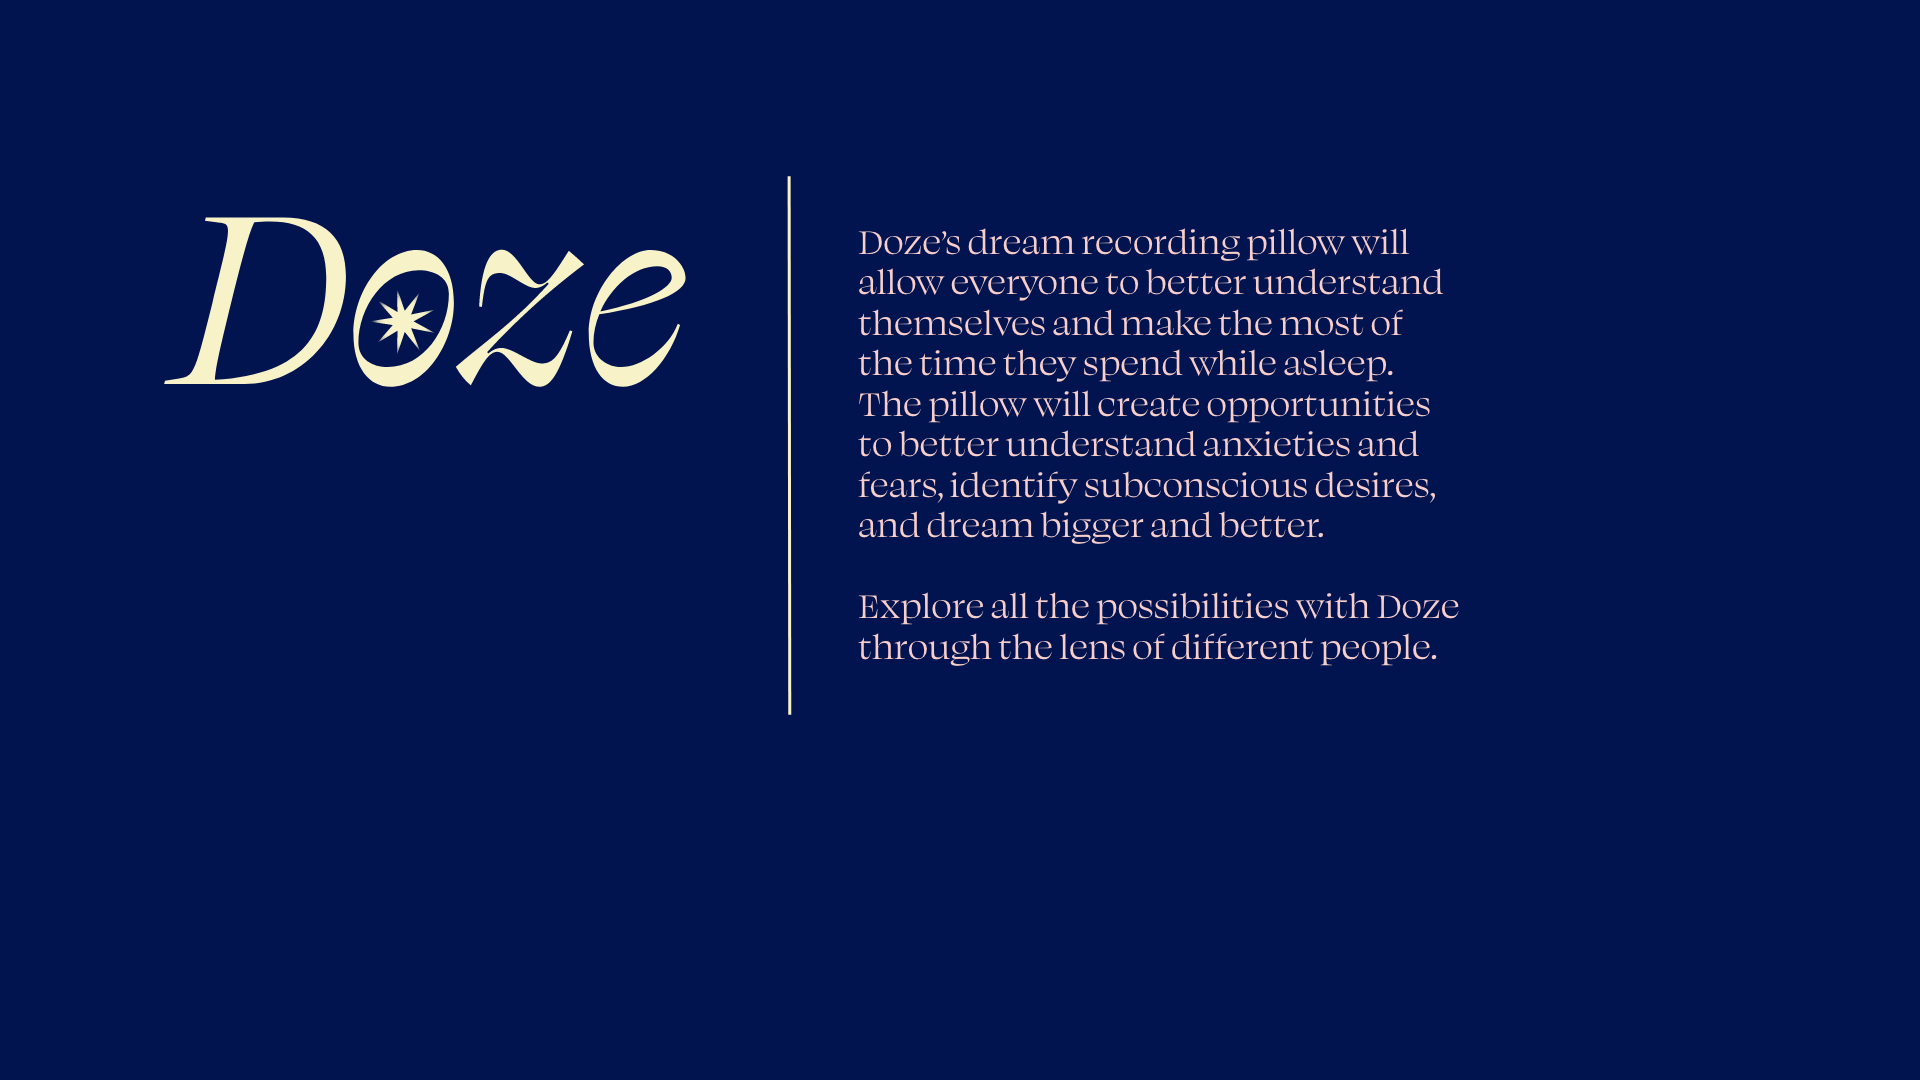 Doze
Doze’s dream recording pillow will
allow everyone to better understand
themselves and make the most of
the time they spend while asleep.
The pillow will create opportunities
to better understand anxieties and
fears, identify subconscious desires,
and dream bigger and better.
Explore all the possibilities with Doze
through the lens of different people.